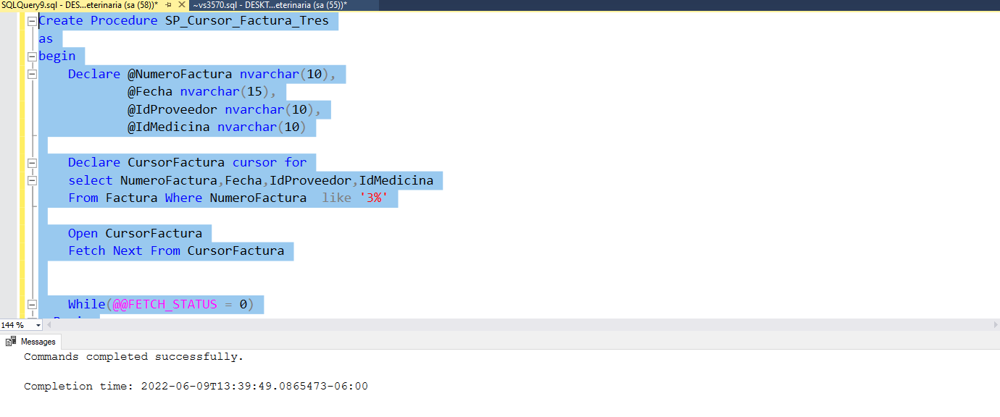 SQLQuery9.sql - DES...eterinaria (sa (58))*
~vs3570.sql - DESKT...eterinaria (sa (55))*
Create Procedure SP_Cursor_Factura_Tres
as
begin
Declare @NumeroFactura nvarchar(10),
@Fecha nvarchar(15),
@IdProveedor nvarchar(10),
@IdMedicina nvarchar(10)
Declare CursorFactura cursor for
select NumeroFactura,Fecha,IdProveedor,IdMedicina
From Factura Where NumeroFactura  like '3%'
Open CursorFactura
Fetch Next From CursorFactura
While(@@FETCH_STATUS = 0)
144 %
Messages
Commands completed successfully.
Completion time: 2022-06-09T13:39:49.0865473-06:00